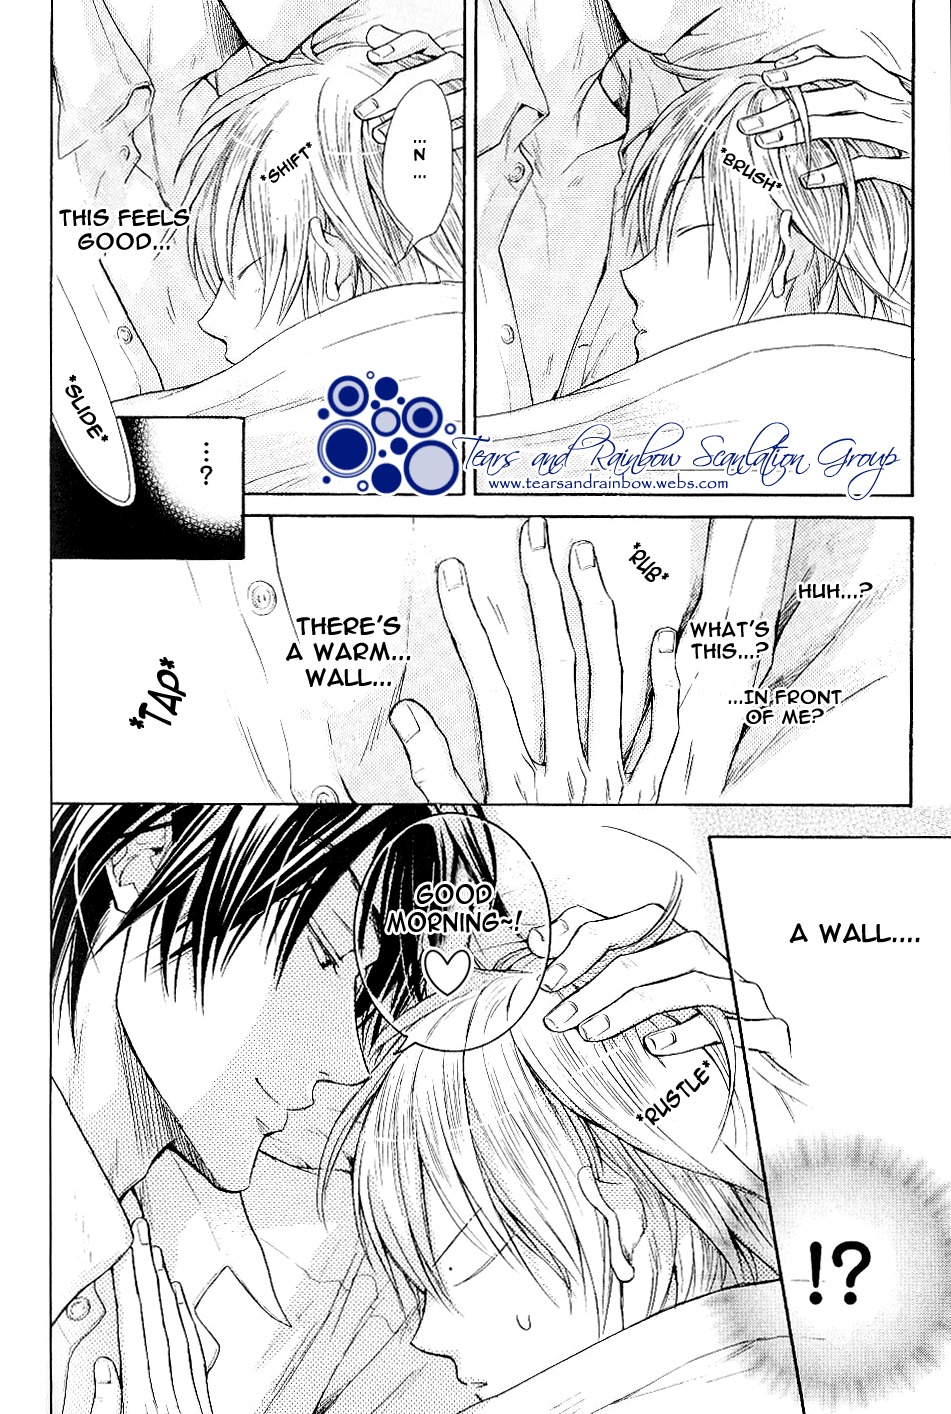 *BRUSH*
...
N
...
*SHIFT*
THIS FEELS
GOOD...
*SLIDE*
...?
Tears and Rainbow Scanlation Group
www.tearsandrainbow.webs.com
HUH...?
*RUB*
WHAT'S
THIS...?
...IN FRONT
OF ME?
THERE'S
A WARM...
WALL...
*TAP*
A WALL....
GOOD
MORNING~!
*RUSTLE*
!?